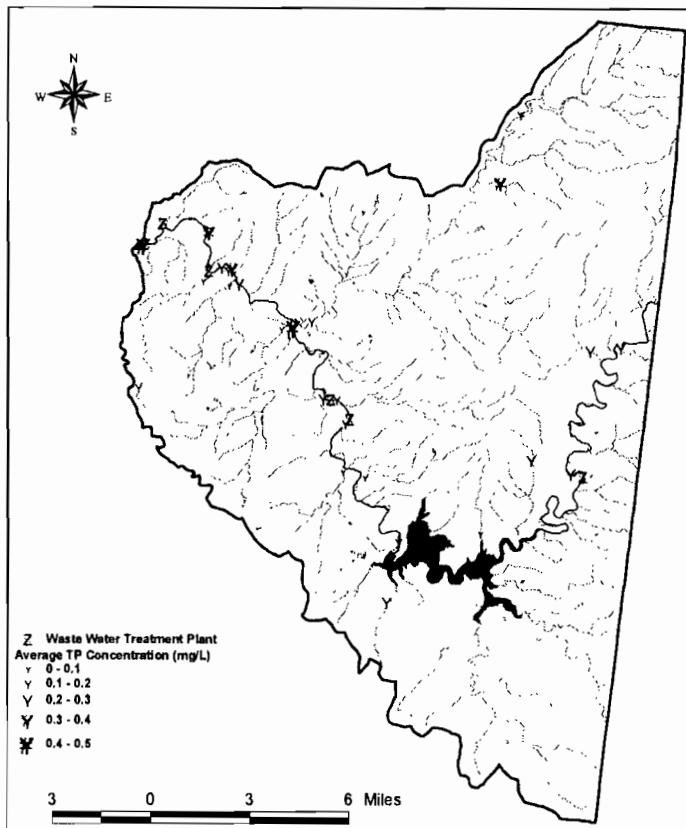 N
W E
S
Z Waste Water Treatment Plant
Average TP Concentration (mg/L)
Y 0 - 0.1
Y 0.1 - 0.2
Y 0.2 - 0.3
0.3 - 0.4
0.4 - 0.5
3 0 3 6 Miles